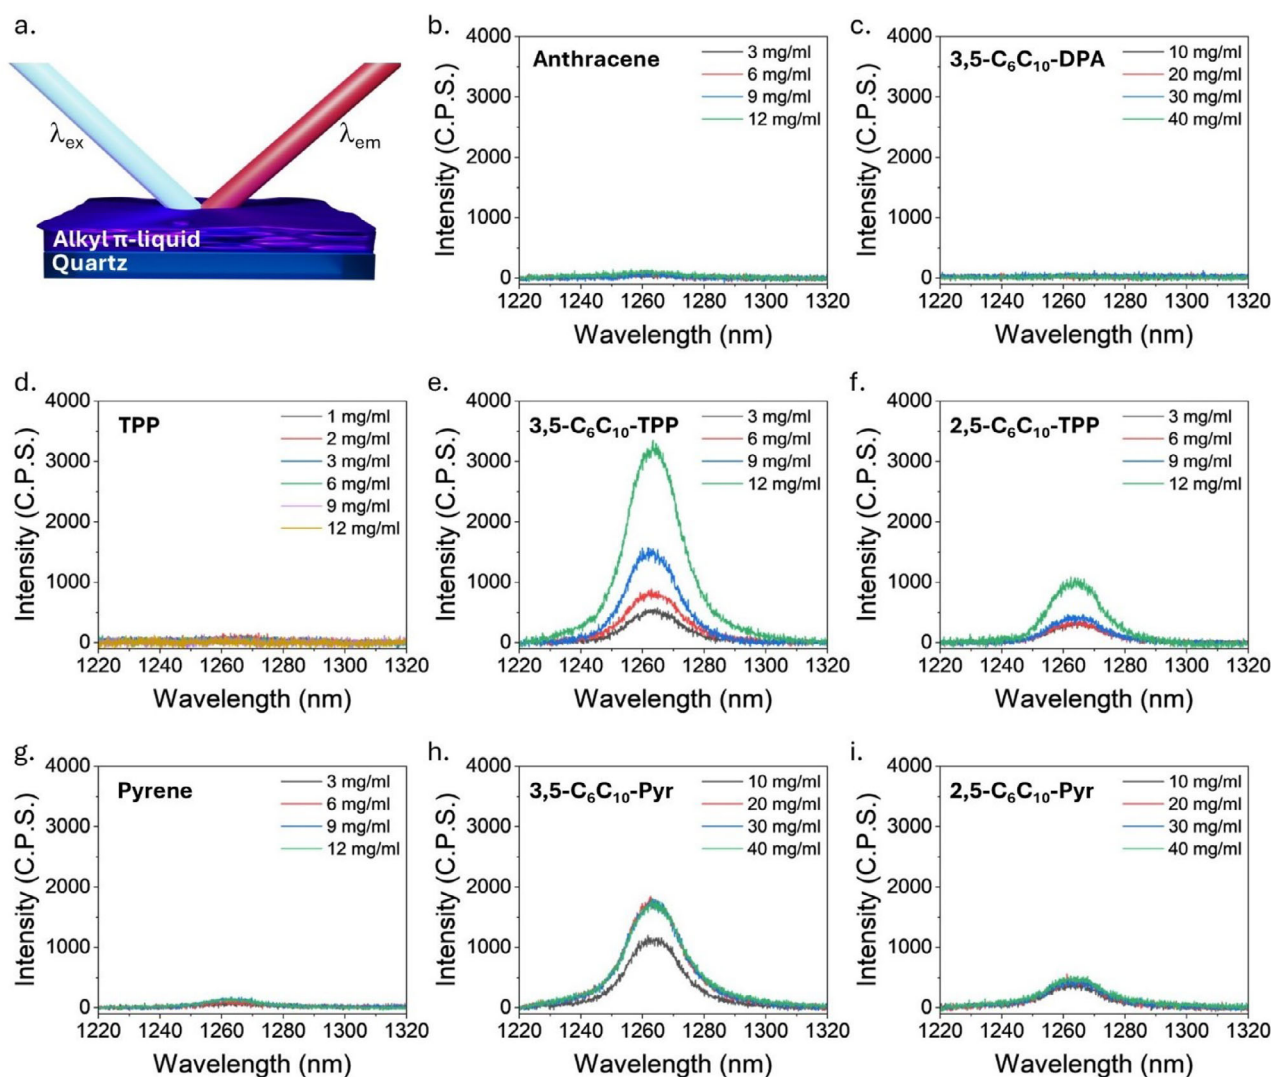 a.
λex
λem
Alkyl π-liquid
Quartz
b.
Anthracene
3 mg/ml
6 mg/ml
9 mg/ml
12 mg/ml
Intensity (C.P.S.)
4000
3000
2000
1000
0
1220 1240 1260 1280 1300 1320
Wavelength (nm)
c.
3,5-C₆C₁₀-DPA
10 mg/ml
20 mg/ml
30 mg/ml
40 mg/ml
Intensity (C.P.S.)
4000
3000
2000
1000
0
1220 1240 1260 1280 1300 1320
Wavelength (nm)
d.
TPP
1 mg/ml
2 mg/ml
3 mg/ml
6 mg/ml
9 mg/ml
12 mg/ml
Intensity (C.P.S.)
4000
3000
2000
1000
0
1220 1240 1260 1280 1300 1320
Wavelength (nm)
e.
3,5-C₆C₁₀-TPP
3 mg/ml
6 mg/ml
9 mg/ml
12 mg/ml
Intensity (C.P.S.)
4000
3000
2000
1000
0
1220 1240 1260 1280 1300 1320
Wavelength (nm)
f.
2,5-C₆C₁₀-TPP
3 mg/ml
6 mg/ml
9 mg/ml
12 mg/ml
Intensity (C.P.S.)
4000
3000
2000
1000
0
1220 1240 1260 1280 1300 1320
Wavelength (nm)
g.
Pyrene
3 mg/ml
6 mg/ml
9 mg/ml
12 mg/ml
Intensity (C.P.S.)
4000
3000
2000
1000
0
1220 1240 1260 1280 1300 1320
Wavelength (nm)
h.
3,5-C₆C₁₀-Pyr
10 mg/ml
20 mg/ml
30 mg/ml
40 mg/ml
Intensity (C.P.S.)
4000
3000
2000
1000
0
1220 1240 1260 1280 1300 1320
Wavelength (nm)
i.
2,5-C₆C₁₀-Pyr
10 mg/ml
20 mg/ml
30 mg/ml
40 mg/ml
Intensity (C.P.S.)
4000
3000
2000
1000
0
1220 1240 1260 1280 1300 1320
Wavelength (nm)